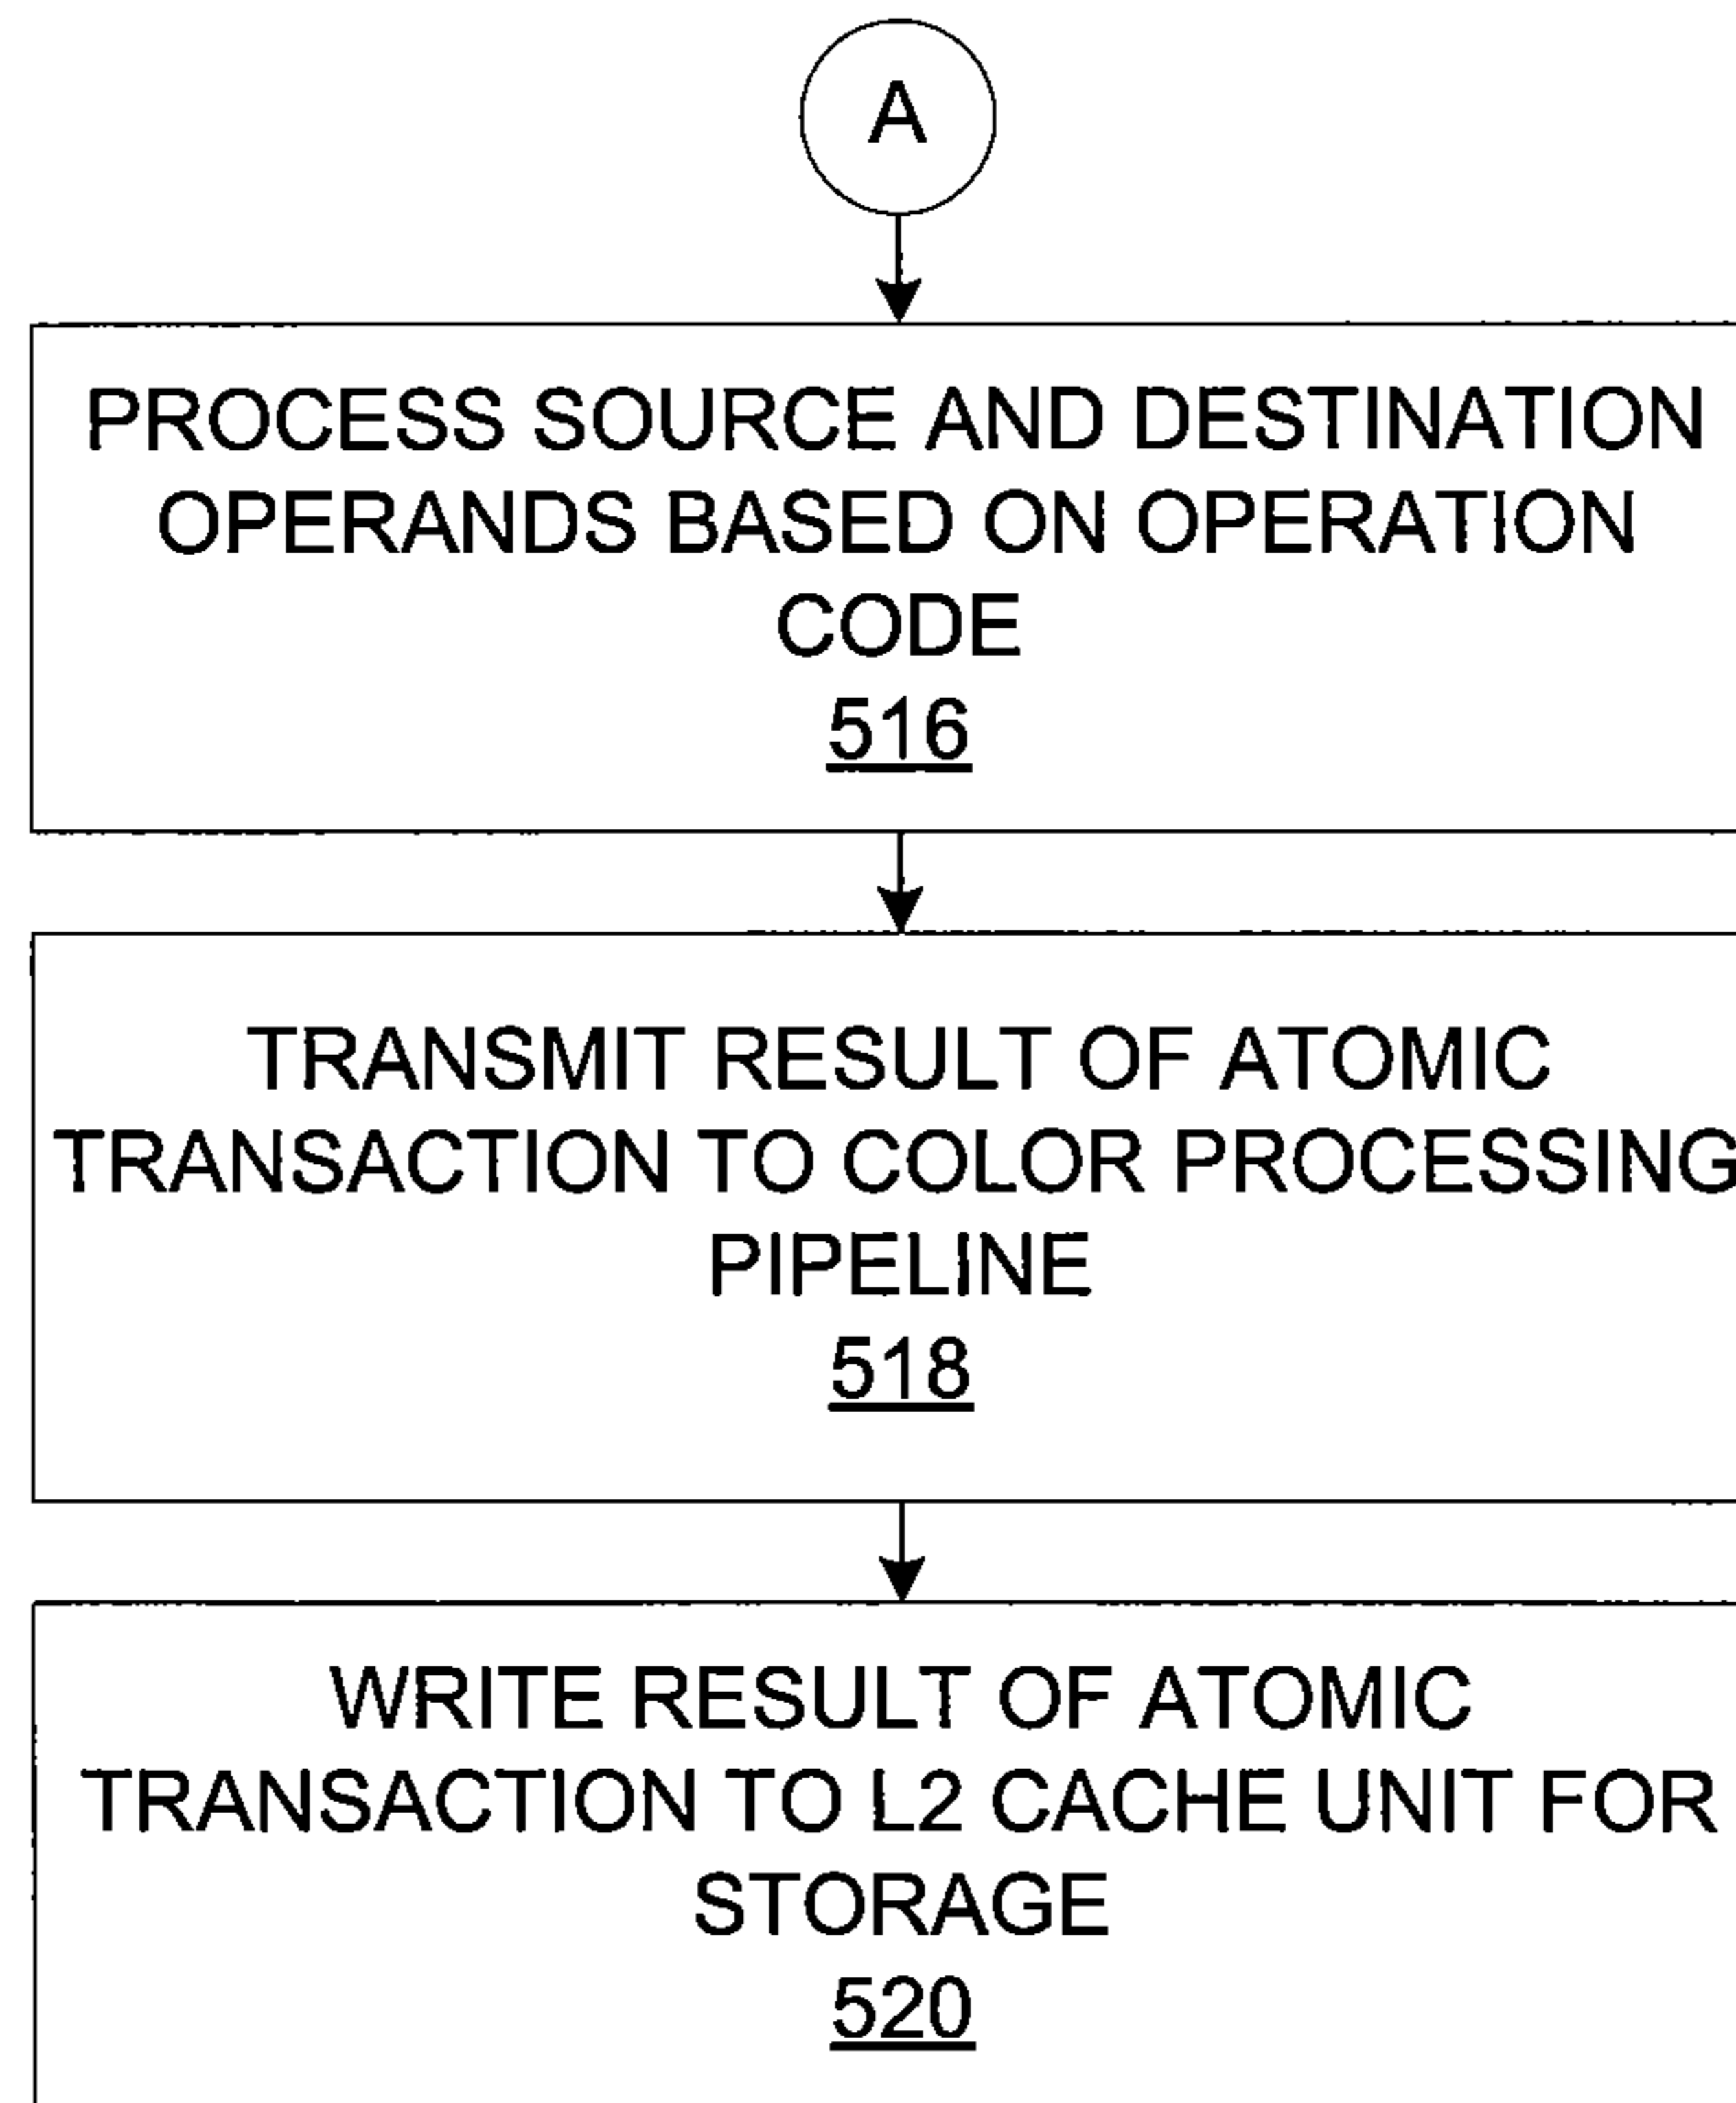 A
PROCESS SOURCE AND DESTINATION
OPERANDS BASED ON OPERATION
CODE
516
TRANSMIT RESULT OF ATOMIC
TRANSACTION TO COLOR PROCESSING
PIPELINE
518
WRITE RESULT OF ATOMIC
TRANSACTION TO L2 CACHE UNIT FOR
STORAGE
520